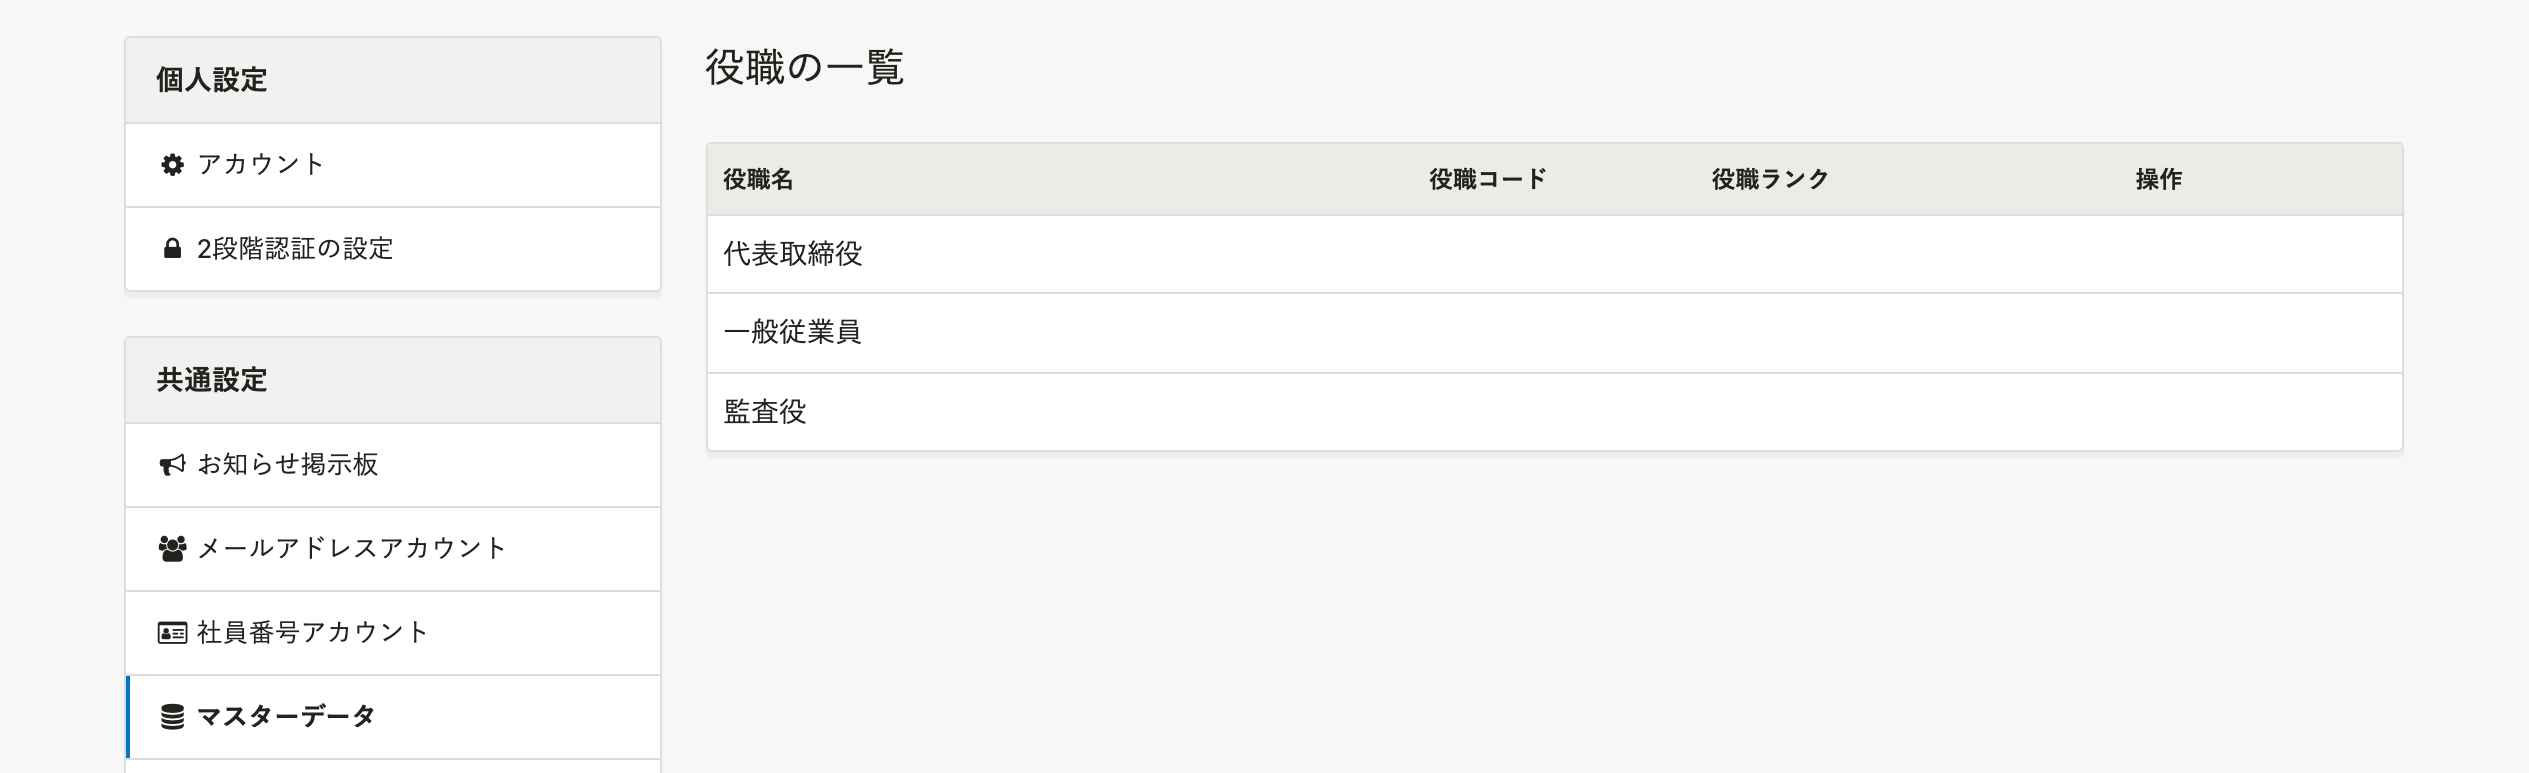 個人設定
アカウント
2段階認証の設定
共通設定
お知らせ掲示板
メールアドレスアカウント
社員番号アカウント
マスターデータ
役職の一覧
役職名 役職コード 役職ランク 操作
代表取締役
一般従業員
監査役